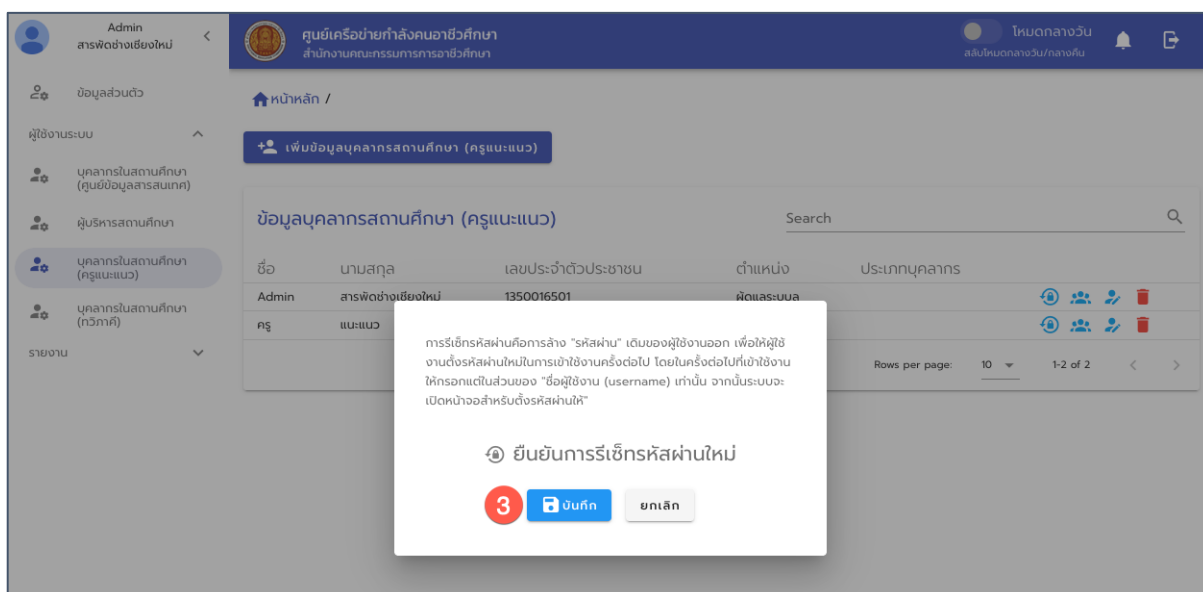 Admin
สารพัดช่างเชียงใหม่
ศูนย์เครือข่ายกำลังคนอาชีวศึกษา
สำนักงานคณะกรรมการการอาชีวศึกษา
โหมดกลางวัน
สลับโหมดกลางวัน/กลางคืน
ข้อมูลส่วนตัว
ผู้ใช้งานระบบ
บุคลากรในสถานศึกษา
(ศูนย์ข้อมูลสารสนเทศ)
ผู้บริหารสถานศึกษา
บุคลากรในสถานศึกษา
(ครูแนะแนว)
บุคลากรในสถานศึกษา
(ทวิภาคี)
รายงาน
หน้าหลัก /
เพิ่มข้อมูลบุคลากรสถานศึกษา (ครูแนะแนว)
ข้อมูลบุคลากรสถานศึกษา (ครูแนะแนว) Search
ชื่อ นามสกุล เลขประจำตัวประชาชน ตำแหน่ง ประเภทบุคลากร
Admin สารพัดช่างเชียงใหม่ 1350016501 ผู้ดูแลระบบ
ครู แนะแนว
Rows per page: 10 1-2 of 2
การรีเซ็ทรหัสผ่านคือการล้าง "รหัสผ่าน" เดิมของผู้ใช้งานออก เพื่อให้ผู้ใช้
งานตั้งรหัสผ่านใหม่ในการเข้าใช้งานครั้งต่อไป โดยในครั้งต่อไปที่เข้าใช้งาน
ให้กรอกแต่ในส่วนของ "ชื่อผู้ใช้งาน (username) เท่านั้น จากนั้นระบบจะ
เปิดหน้าจอสำหรับตั้งรหัสผ่านให้"
ยืนยันการรีเซ็ทรหัสผ่านใหม่
3 บันทึก ยกเลิก